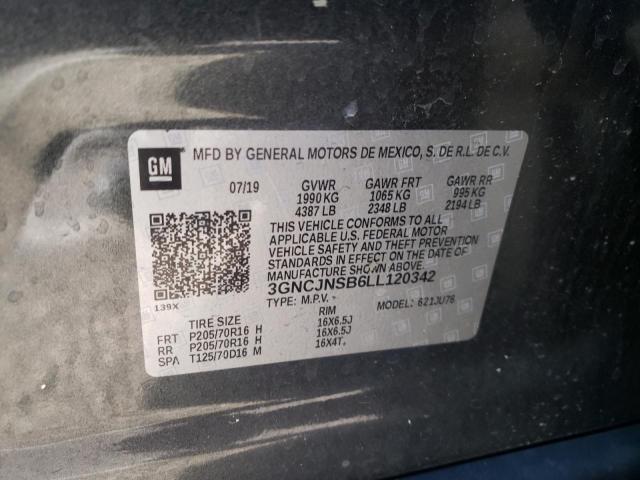 GM
MFD BY GENERAL MOTORS DE MEXICO, S. DE R.L. DE C.V.
07/19 GVWR GAWR FRT GAWR RR
1990 KG 1065 KG 995 KG
4387 LB 2348 LB 2194 LB
THIS VEHICLE CONFORMS TO ALL
APPLICABLE U.S. FEDERAL MOTOR
VEHICLE SAFETY AND THEFT PREVENTION
STANDARDS IN EFFECT ON THE DATE OF
MANUFACTURE SHOWN ABOVE.
3GNCJNSB6LL120342
139X
TYPE: M.P.V. MODEL: 621JU76
TIRE SIZE RIM
FRT P205/70R16 H 16X6.5J
RR P205/70R16 H 16X6.5J
SPA T125/70D16 M 16X4T